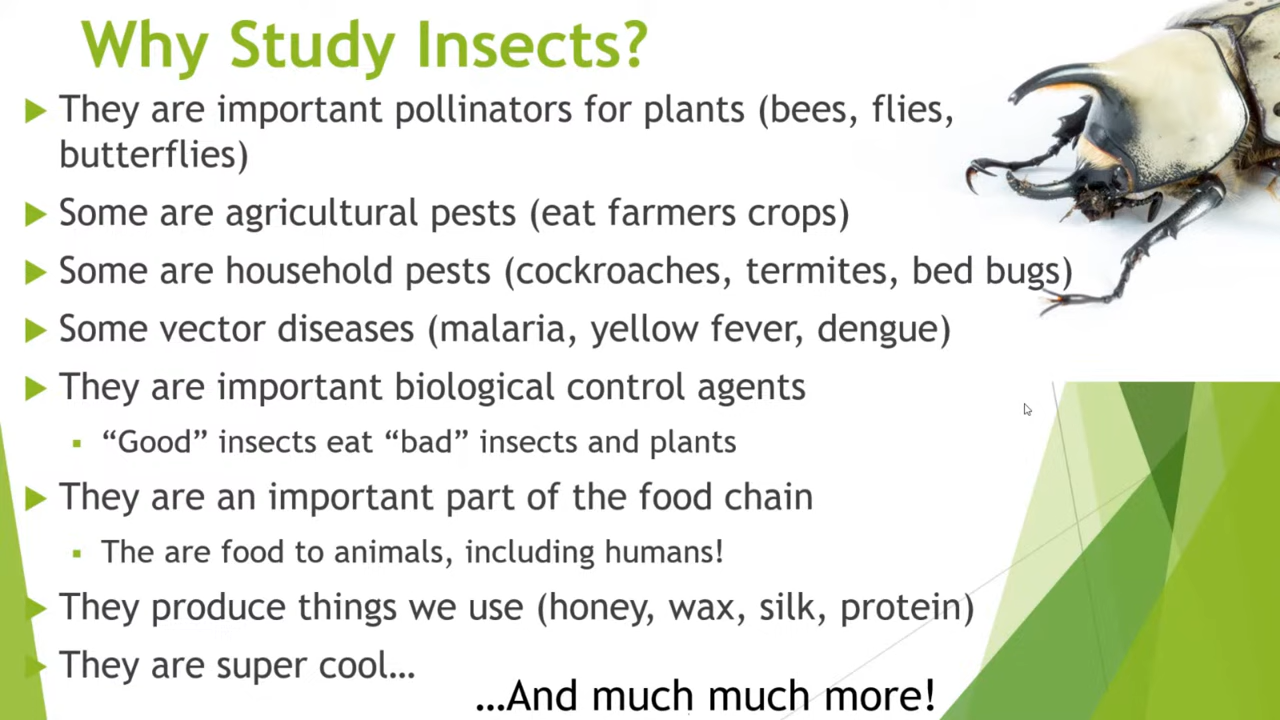 Why Study Insects?
They are important pollinators for plants (bees, flies,
butterflies)
Some are agricultural pests (eat farmers crops)
Some are household pests (cockroaches, termites, bed bugs)
Some vector diseases (malaria, yellow fever, dengue)
They are important biological control agents
“Good” insects eat “bad” insects and plants
They are an important part of the food chain
The are food to animals, including humans!
They produce things we use (honey, wax, silk, protein)
They are super cool…
…And much much more!